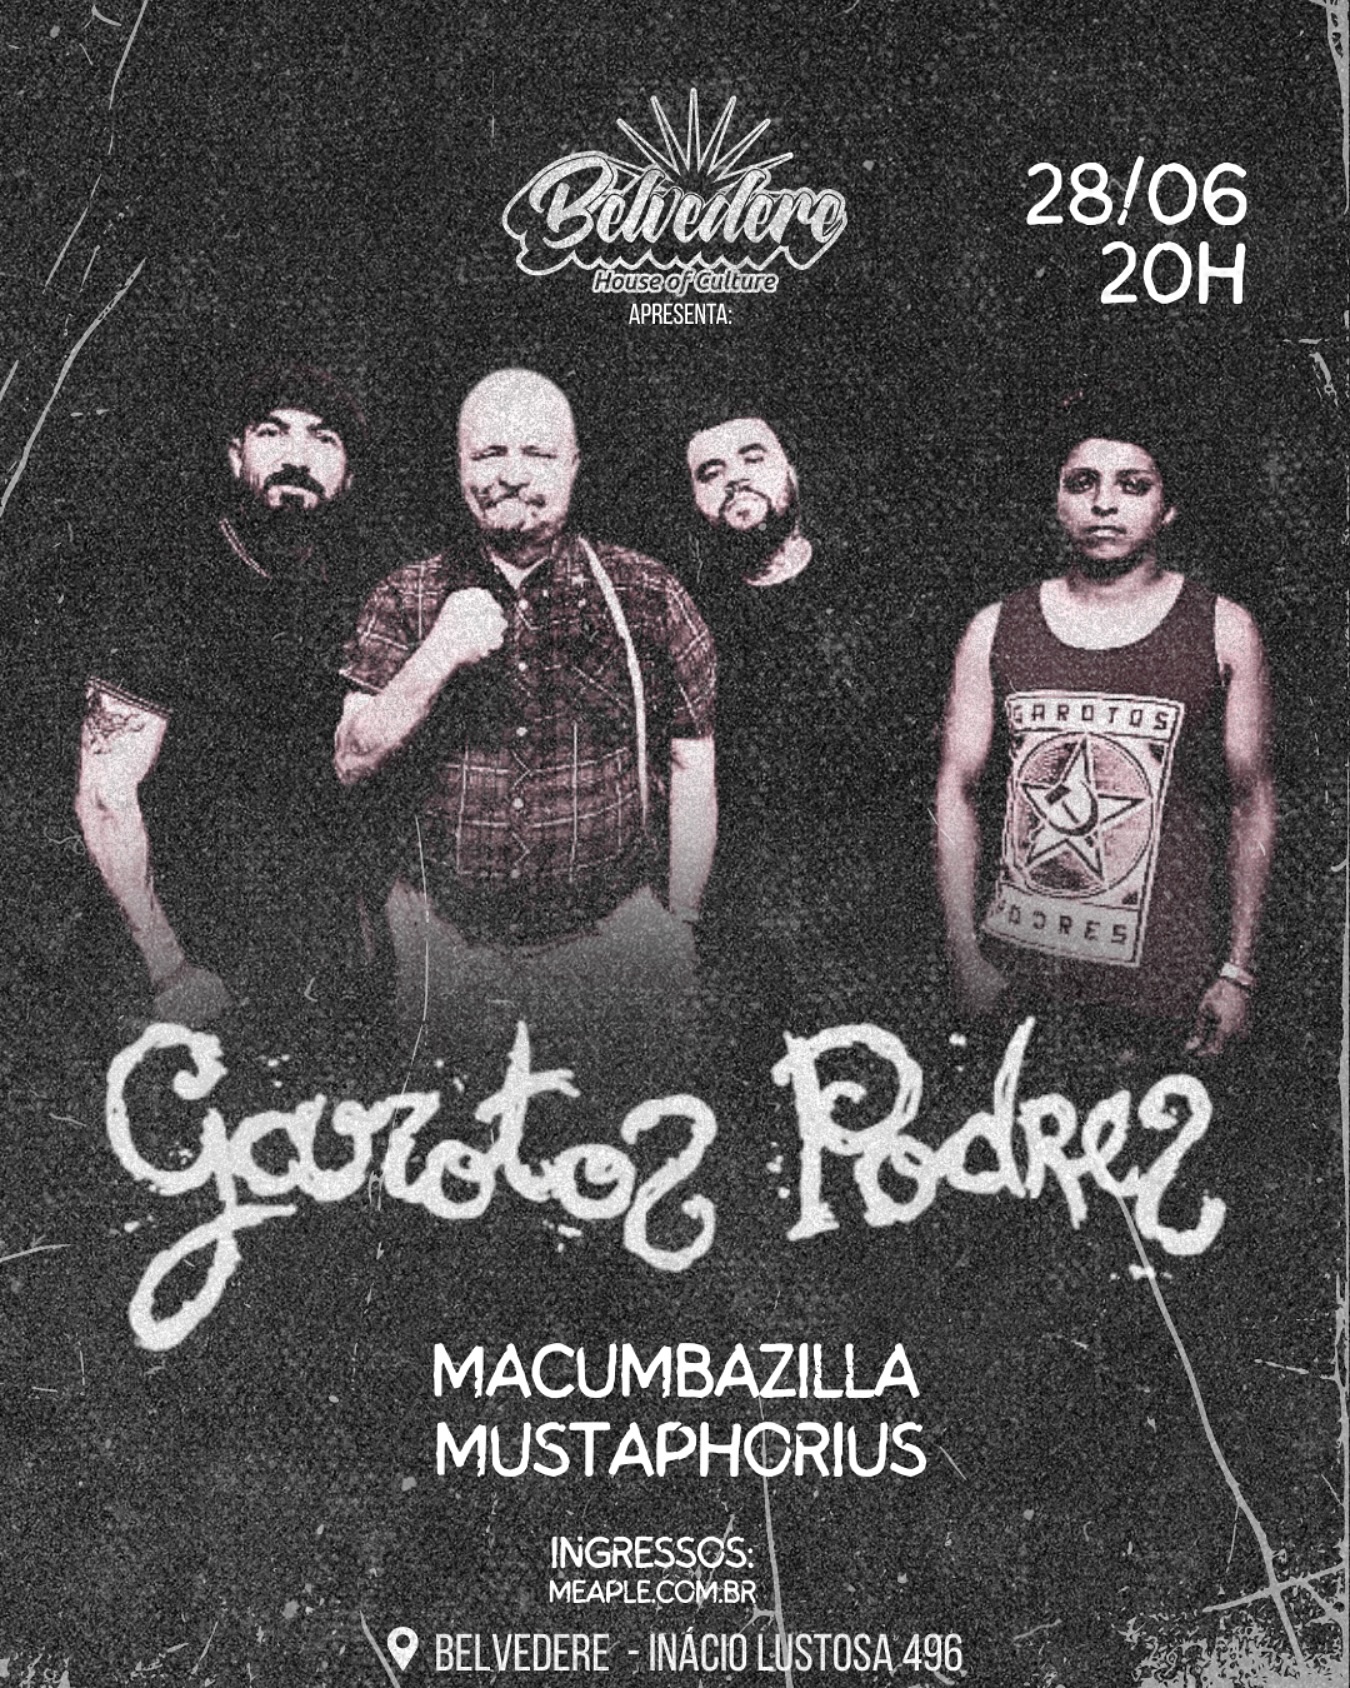 Belvedere
House of Culture
APRESENTA:
28/06
20H
GAROTOS
PODRES
Garotos Podres
MACUMBAZILLA
MUSTAPHORIUS
INGRESSOS:
MEAPLE.COM.BR
BELVEDERE - INÁCIO LUSTOSA 496